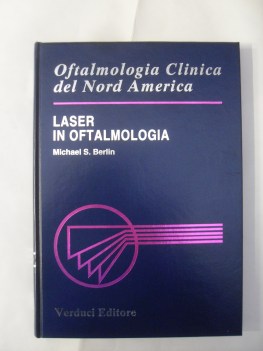 Oftalmologia Clinica
del Nord America
LASER
IN OFTALMOLOGIA
Michael S. Berlin
Verduci Editore